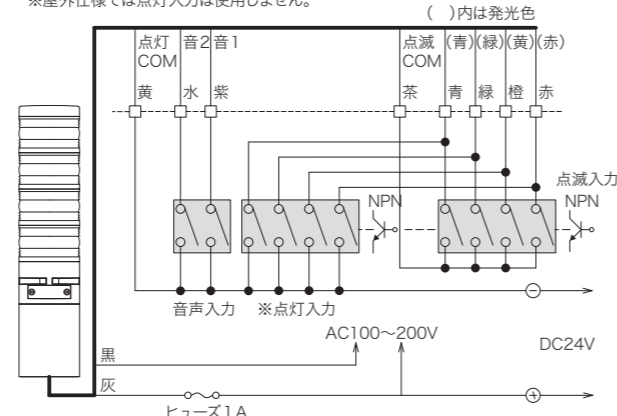 ※屋外仕様では点灯入力は使用しません。
(　)内は発光色
点灯 音2 音1 点滅 (青)(緑)(黄)(赤)
COM COM
黄 水 紫 茶 青 緑 橙 赤
点滅入力
NPN NPN
音声入力 ※点灯入力
AC100～200V
DC24V
黒
灰
ヒューズ1A